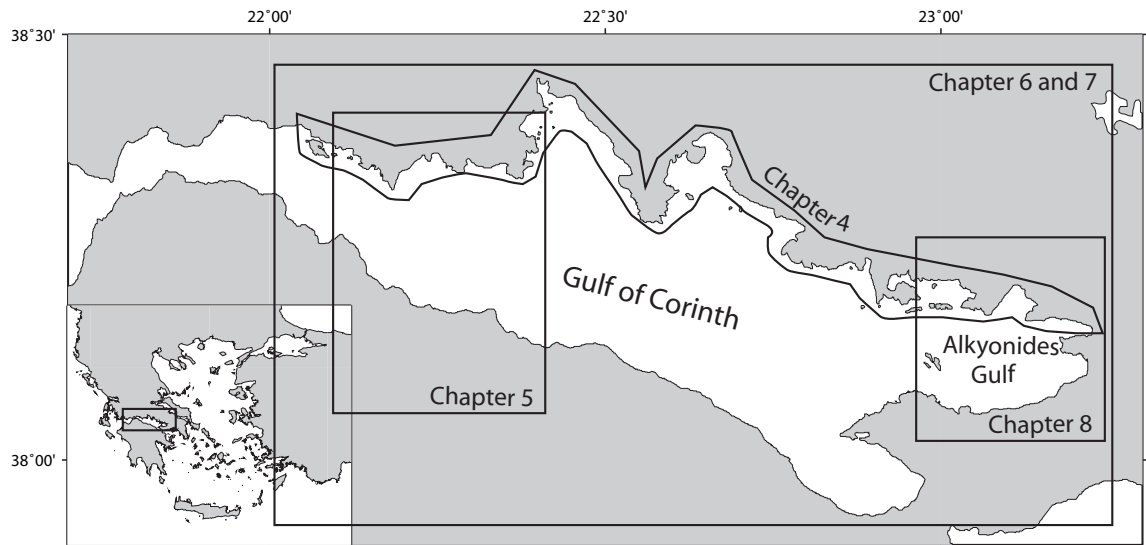 22°00'
22°30'
23°00'
38°30'
Chapter 6 and 7
Chapter 4
Gulf of Corinth
Alkyonides
Gulf
Chapter 5
Chapter 8
38°00'